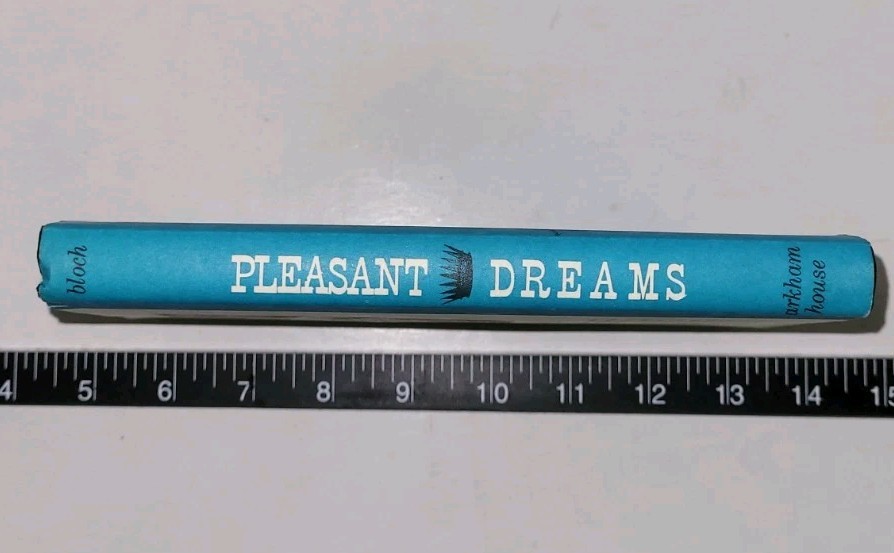 bloch
PLEASANT DREAMS
arkham
house
4 5 6 7 8 9 10 11 12 13 14 15